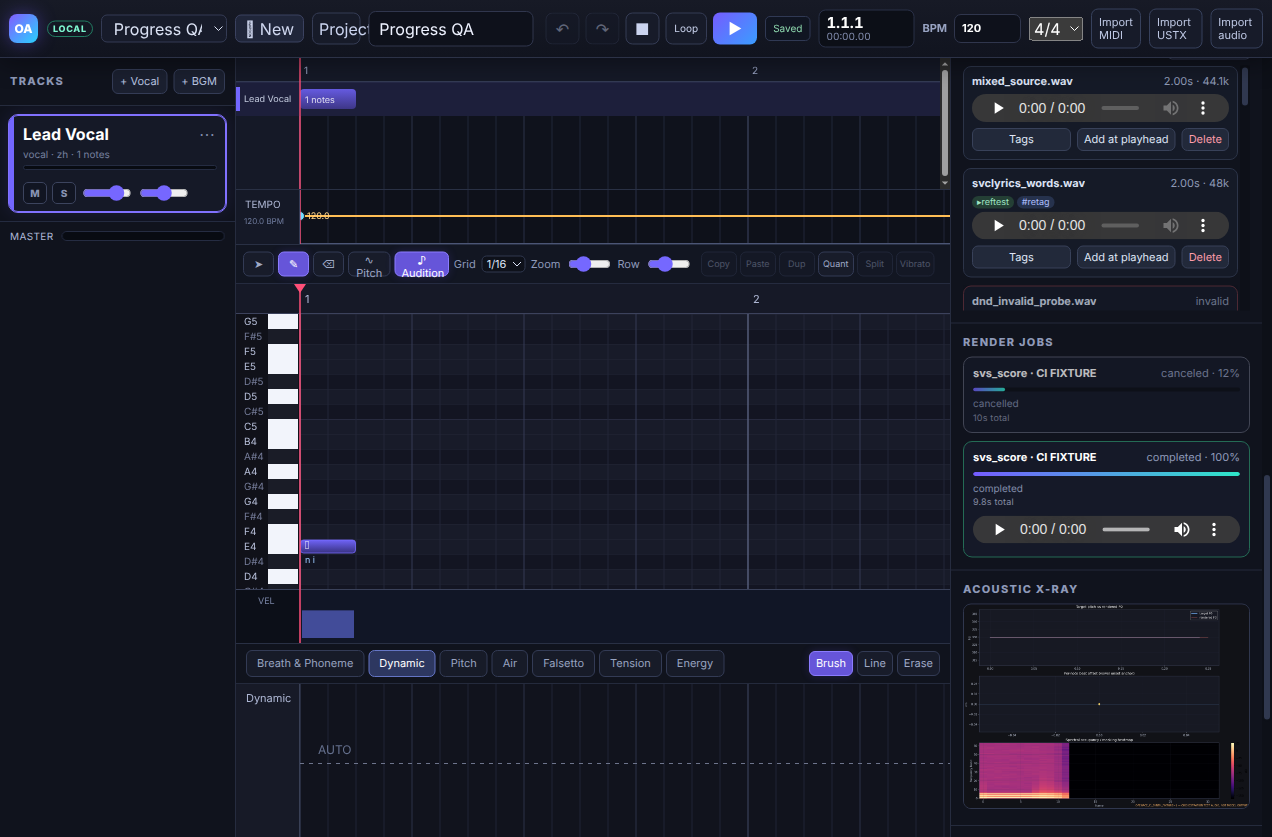 OA LOCAL Progress QA New Project Progress QA Loop Saved 1.1.1 00:00.00 BPM 120 4/4 Import MIDI Import USTX Import audio
TRACKS + Vocal + BGM
Lead Vocal ...
vocal · zh · 1 notes
M S
MASTER
1 2
Lead Vocal 1 notes
TEMPO
120.0 BPM
120.0
Pitch Audition Grid 1/16 Zoom Row Copy Paste Dup Quant Split Vibrato
1 2
G5
F#5
F5
E5
D#5
D5
C#5
C5
B4
A#4
A4
G#4
G4
F#4
F4
E4
D#4
n i
D4
VEL
Breath & Phoneme Dynamic Pitch Air Falsetto Tension Energy Brush Line Erase
Dynamic
AUTO
mixed_source.wav 2.00s · 44.1k
0:00 / 0:00
Tags Add at playhead Delete
svclyrics_words.wav 2.00s · 48k
▸reftest #retag
0:00 / 0:00
Tags Add at playhead Delete
dnd_invalid_probe.wav invalid
RENDER JOBS
svs_score · CI FIXTURE canceled · 12%
cancelled
10s total
svs_score · CI FIXTURE completed · 100%
completed
9.8s total
0:00 / 0:00
ACOUSTIC X-RAY